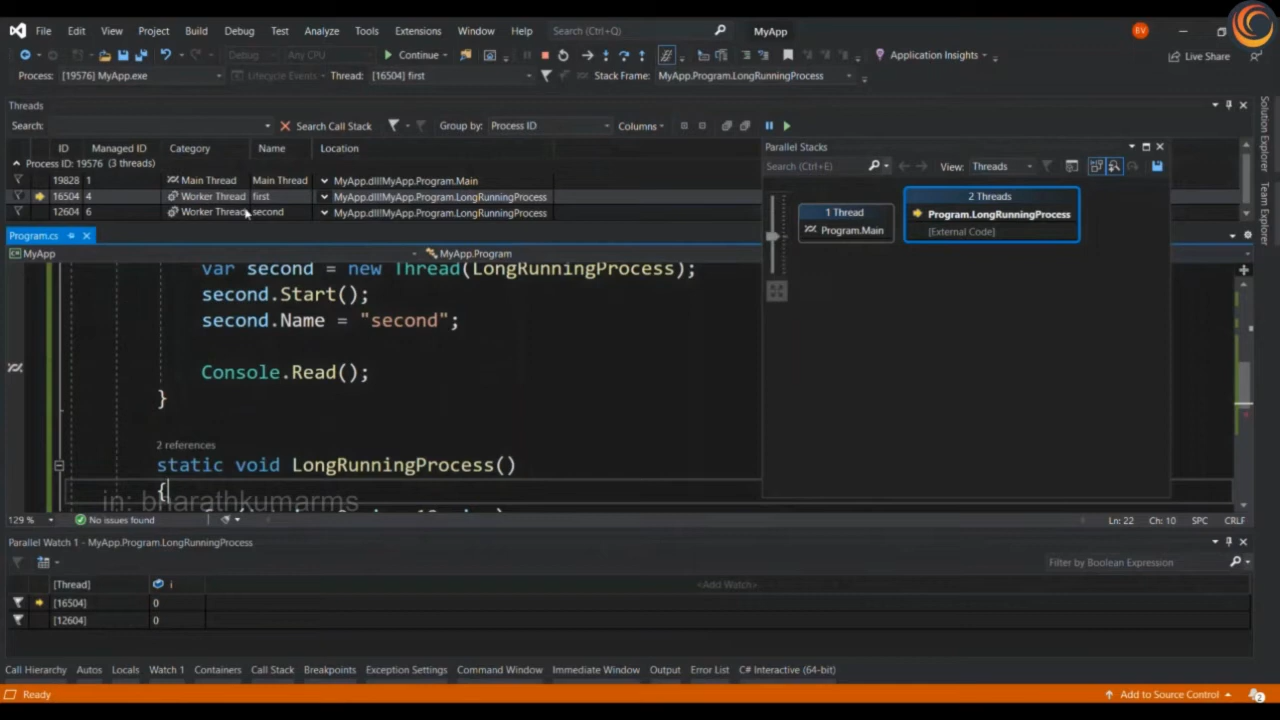 File Edit View Project Build Debug Test Analyze Tools Extensions Window Help Search (Ctrl+Q) MyApp BV
Debug Any CPU Continue Application Insights Live Share
Process: [19576] MyApp.exe Lifecycle Events Thread: [16504] first Stack Frame: MyApp.Program.LongRunningProcess
Threads
Search: Search Call Stack Group by: Process ID Columns
ID Managed ID Category Name Location
Process ID: 19576 (3 threads)
19828 1 Main Thread Main Thread MyApp.dll!MyApp.Program.Main
16504 4 Worker Thread first MyApp.dll!MyApp.Program.LongRunningProcess
12604 6 Worker Thread second MyApp.dll!MyApp.Program.LongRunningProcess
Parallel Stacks
Search (Ctrl+E) View: Threads
1 Thread
Program.Main
2 Threads
Program.LongRunningProcess
[External Code]
Solution Explorer
Team Explorer
Program.cs
MyApp MyApp.Program
var second = new Thread(LongRunningProcess);
second.Start();
second.Name = "second";
Console.Read();
}
2 references
static void LongRunningProcess()
{
in: bharathkumarms
129 % No issues found Ln: 22 Ch: 10 SPC CRLF
Parallel Watch 1 - MyApp.Program.LongRunningProcess
Filter by Boolean Expression
[Thread] i <Add Watch>
[16504] 0
[12604] 0
Call Hierarchy Autos Locals Watch 1 Containers Call Stack Breakpoints Exception Settings Command Window Immediate Window Output Error List C# Interactive (64-bit)
Ready Add to Source Control 2